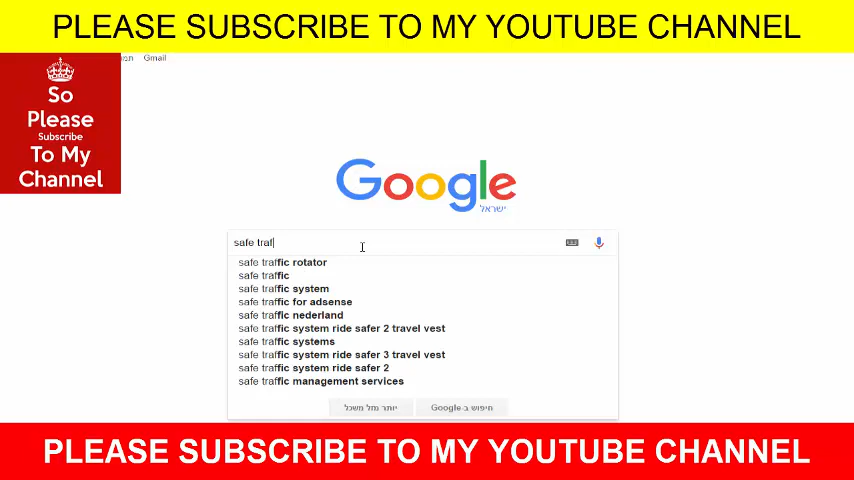 PLEASE SUBSCRIBE TO MY YOUTUBE CHANNEL
Gmail
So
Please
Subscribe
To My
Channel
Google
ישראל
safe traf
safe traffic rotator
safe traffic
safe traffic system
safe traffic for adsense
safe traffic nederland
safe traffic system ride safer 2 travel vest
safe traffic systems
safe traffic system ride safer 3 travel vest
safe traffic system ride safer 2
safe traffic management services
חיפוש ב-Google
יותר מזל משכל
PLEASE SUBSCRIBE TO MY YOUTUBE CHANNEL